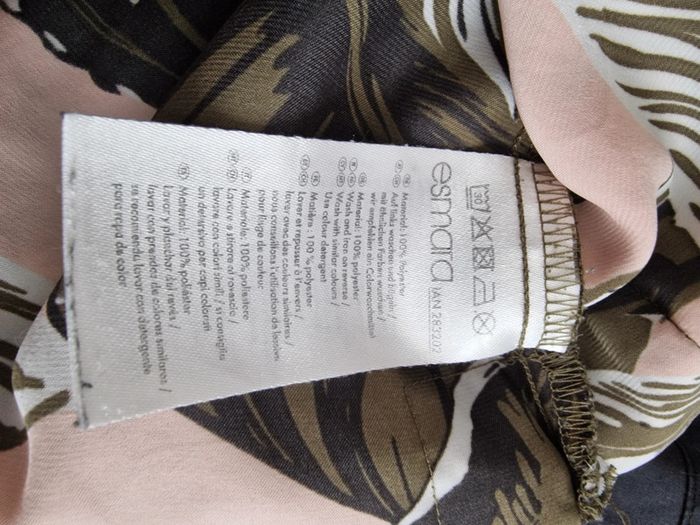 30
esmara
IAN 283202
Material: 100% Polyester
Auf links waschen und bügeln /
mit ähnlichen Farben waschen /
wir empfehlen ein Colorwaschmittel
Material: 100% polyester
Wash and iron on reverse /
Wash with similar colours /
Use colour detergent
Matière: 100 % polyester
Laver et repasser à l'envers /
laver avec des couleurs similaires /
nous conseillons l'utilisation de lessive
pour linge de couleur
Materiale: 100% poliestere
Lavare e stirare al rovescio /
lavare con colori simili / si consiglia
un detersivo per capi colorati
Material: 100% poliéster
Lavar y planchar del revés /
lavar con prendas de colores similares /
se recomienda lavar con detergente
para ropa de color